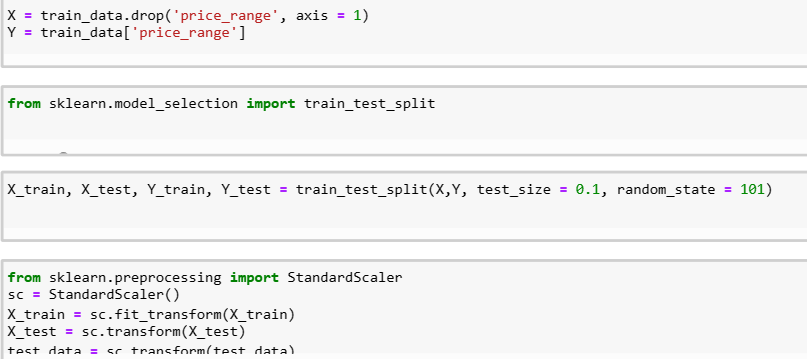 X = train_data.drop('price_range', axis = 1)
Y = train_data['price_range']
from sklearn.model_selection import train_test_split
X_train, X_test, Y_train, Y_test = train_test_split(X,Y, test_size = 0.1, random_state = 101)
from sklearn.preprocessing import StandardScaler
sc = StandardScaler()
X_train = sc.fit_transform(X_train)
X_test = sc.transform(X_test)
test_data = sc.transform(test_data)